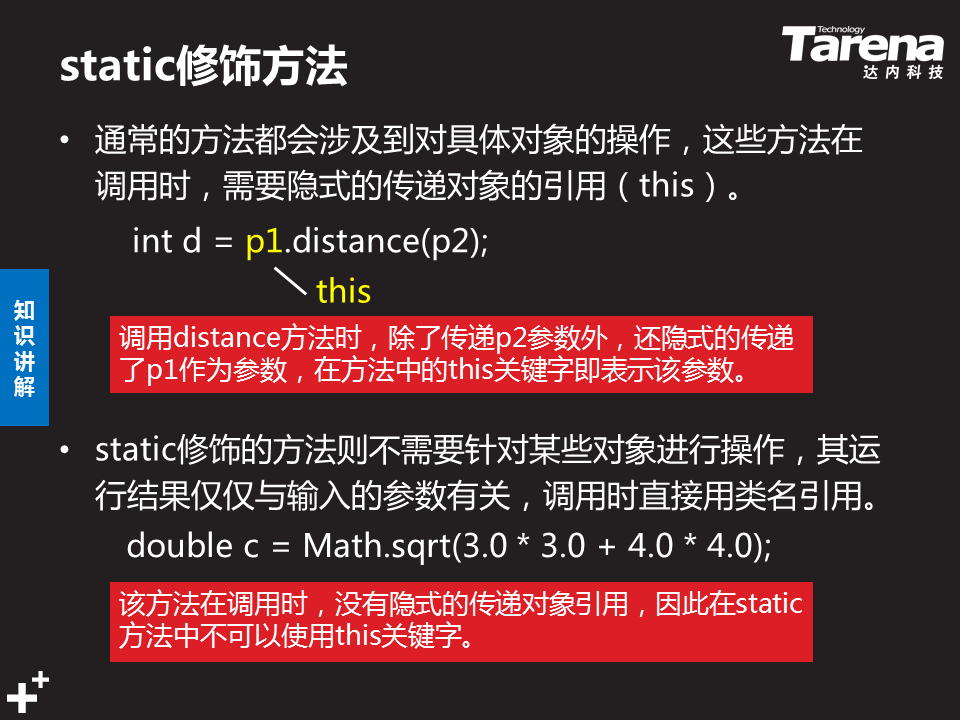 static修饰方法
Technology
Tarena
达内科技
• 通常的方法都会涉及到对具体对象的操作，这些方法在
调用时，需要隐式的传递对象的引用（this）。
int d = p1.distance(p2);
this
调用distance方法时，除了传递p2参数外，还隐式的传递
了p1作为参数，在方法中的this关键字即表示该参数。
知
识
讲
解
• static修饰的方法则不需要针对某些对象进行操作，其运
行结果仅仅与输入的参数有关，调用时直接用类名引用。
double c = Math.sqrt(3.0 * 3.0 + 4.0 * 4.0);
该方法在调用时，没有隐式的传递对象引用，因此在static
方法中不可以使用this关键字。